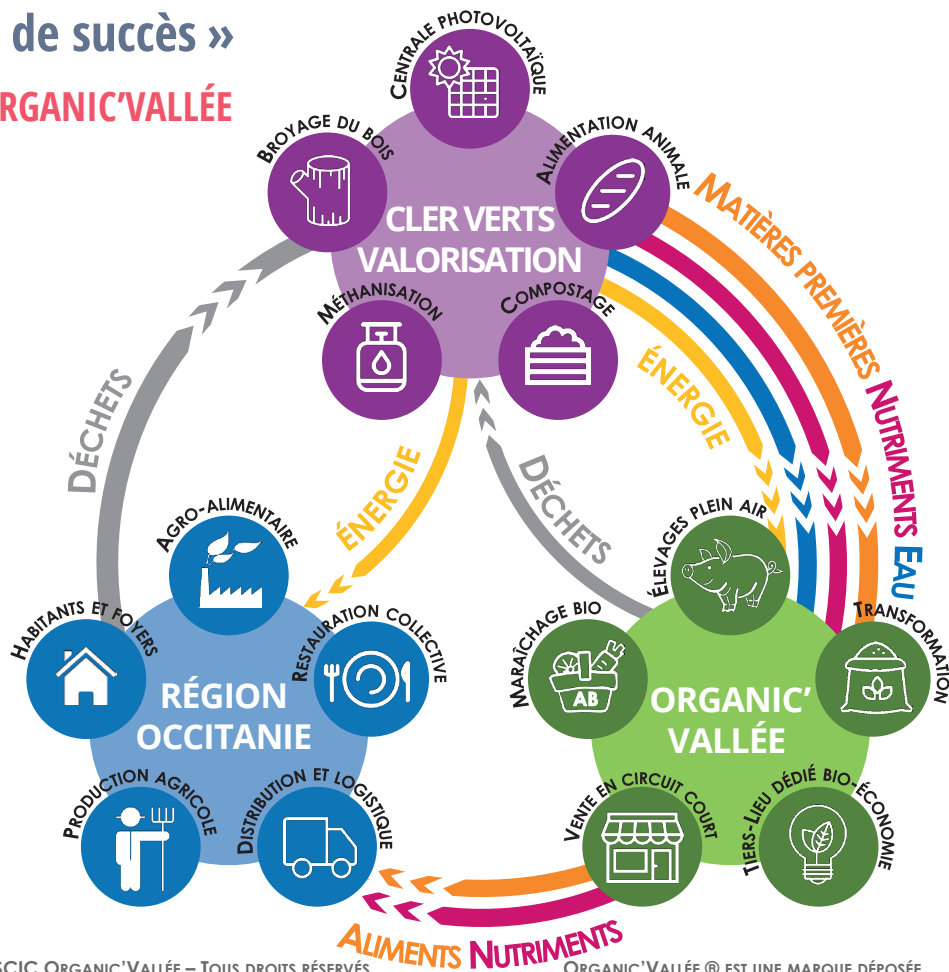 de succès »
RGANIC'VALLÉE
CENTRALE PHOTOVOLTAÏQUE
BROYAGE DU BOIS
ALIMENTATION ANIMALE
CLER VERTS
VALORISATION
MÉTHANISATION
COMPOSTAGE
MATIÈRES PREMIÈRES NUTRIMENTS EAU
ÉNERGIE
DÉCHETS
ÉNERGIE
DÉCHETS
AGRO-ALIMENTAIRE
HABITANTS ET FOYERS
RESTAURATION COLLECTIVE
RÉGION
OCCITANIE
PRODUCTION AGRICOLE
DISTRIBUTION ET LOGISTIQUE
ÉLEVAGES PLEIN AIR
MARAÎCHAGE BIO
AB
TRANSFORMATION
ORGANIC'
VALLÉE
VENTE EN CIRCUIT COURT
TIERS-LIEU DÉDIÉ BIO-ÉCONOMIE
ALIMENTS NUTRIMENTS
SCIC ORGANIC'VALLÉE – TOUS DROITS RÉSERVÉS
ORGANIC'VALLÉE ® EST UNE MARQUE DÉPOSÉE